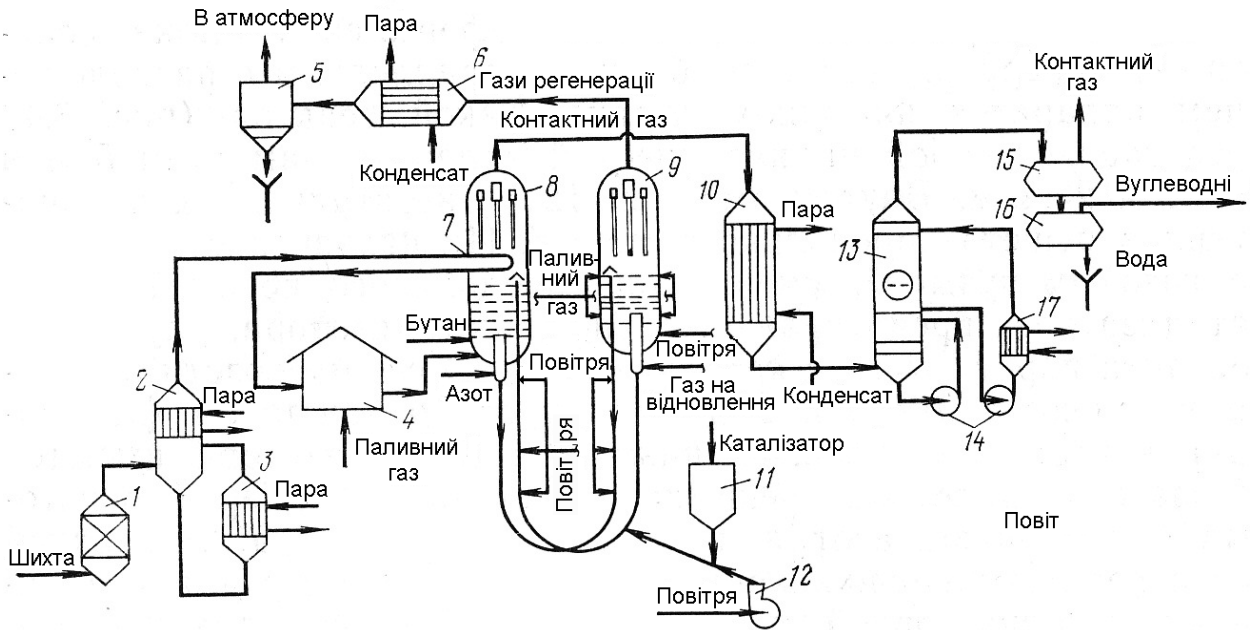 В атмосферу
Пара
5
6
Гази регенерації
Контактний газ
Конденсат
8
9
7
10
Пара
Контактний
газ
15
Вуглеводні
16
13
Вода
17
Палив-
ний
газ
Бутан
Повітря
Повітря
Азот
Газ на
відновлення
Конденсат
14
2
Пара
4
Паливний
газ
Повіт ря
Каталізатор
11
3
Пара
1
Шихта
Повіт
12
Повітря